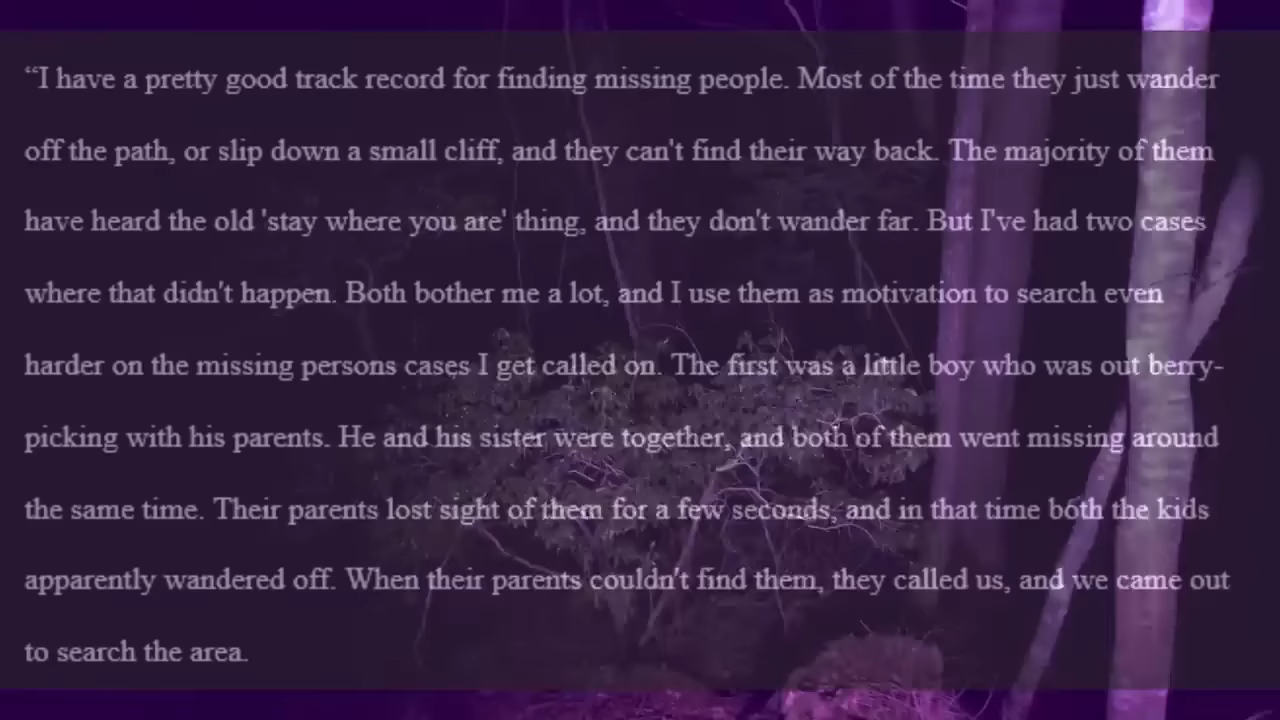 “I have a pretty good track record for finding missing people. Most of the time they just wander
off the path, or slip down a small cliff, and they can't find their way back. The majority of them
have heard the old 'stay where you are' thing, and they don't wander far. But I've had two cases
where that didn't happen. Both bother me a lot, and I use them as motivation to search even
harder on the missing persons cases I get called on. The first was a little boy who was out berry-
picking with his parents. He and his sister were together, and both of them went missing around
the same time. Their parents lost sight of them for a few seconds, and in that time both the kids
apparently wandered off. When their parents couldn't find them, they called us, and we came out
to search the area.